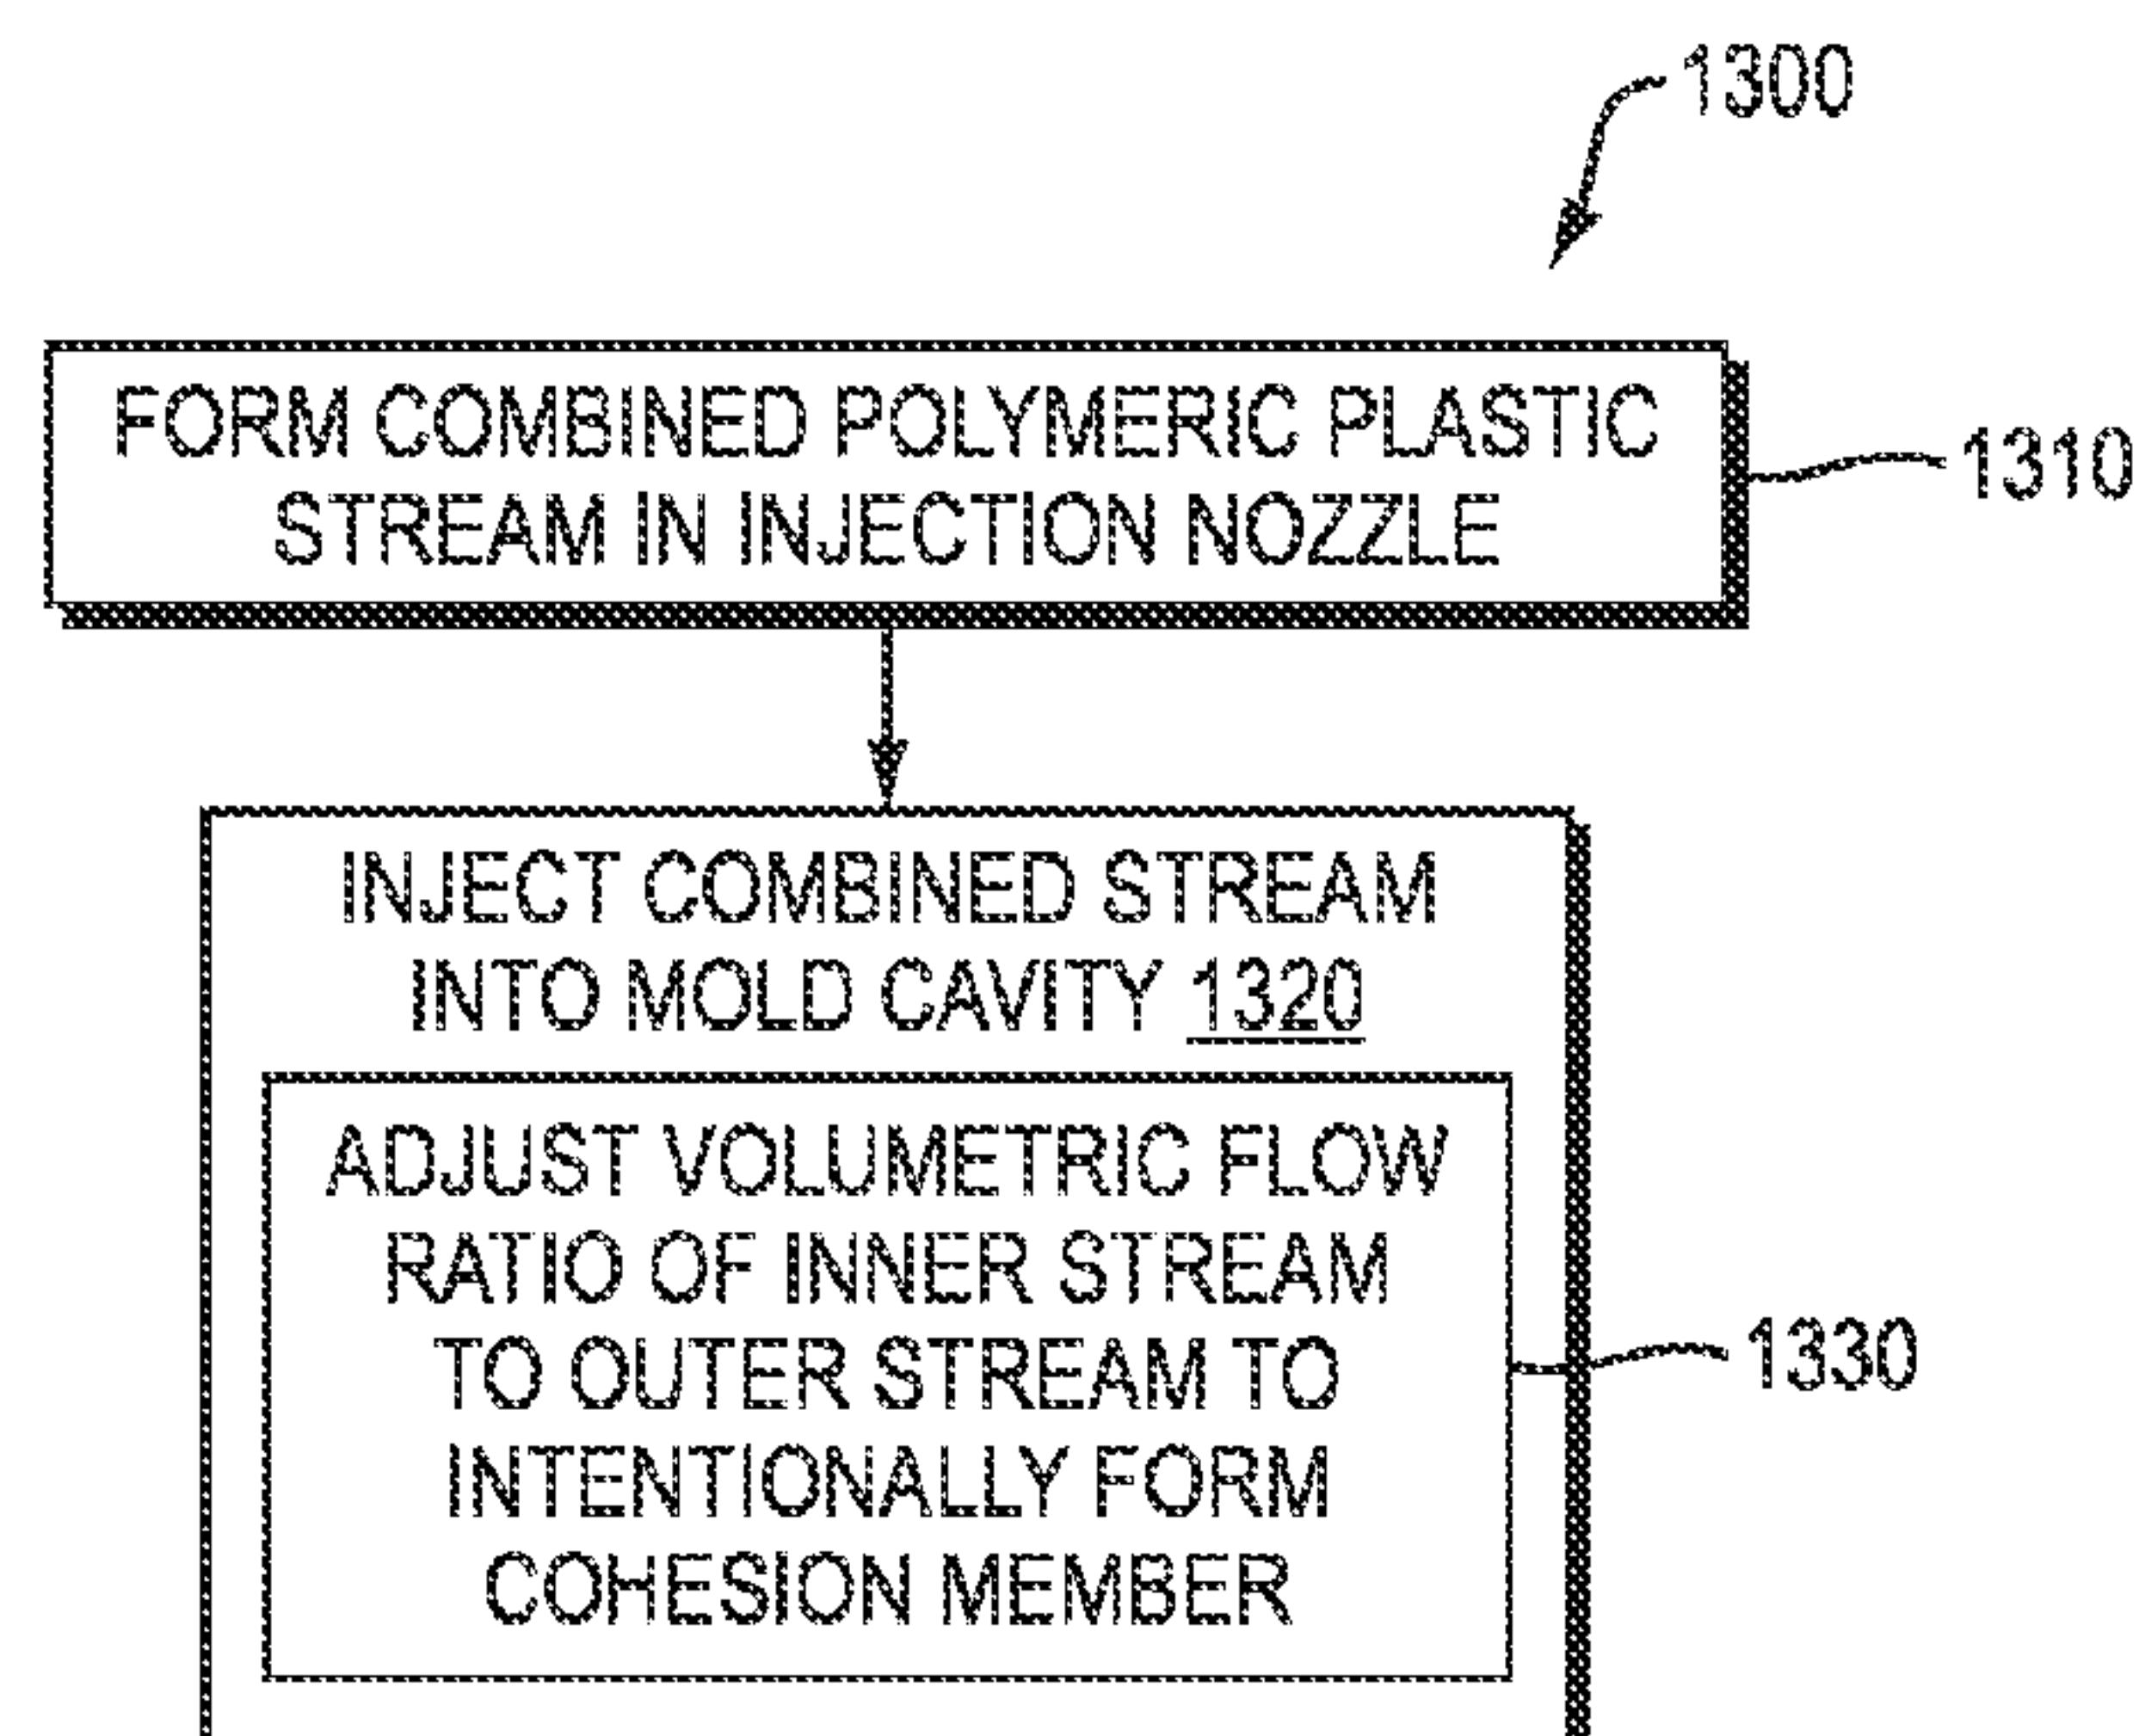 1300
FORM COMBINED POLYMERIC PLASTIC
STREAM IN INJECTION NOZZLE
1310
INJECT COMBINED STREAM
INTO MOLD CAVITY 1320
ADJUST VOLUMETRIC FLOW
RATIO OF INNER STREAM
TO OUTER STREAM TO
INTENTIONALLY FORM
COHESION MEMBER
1330